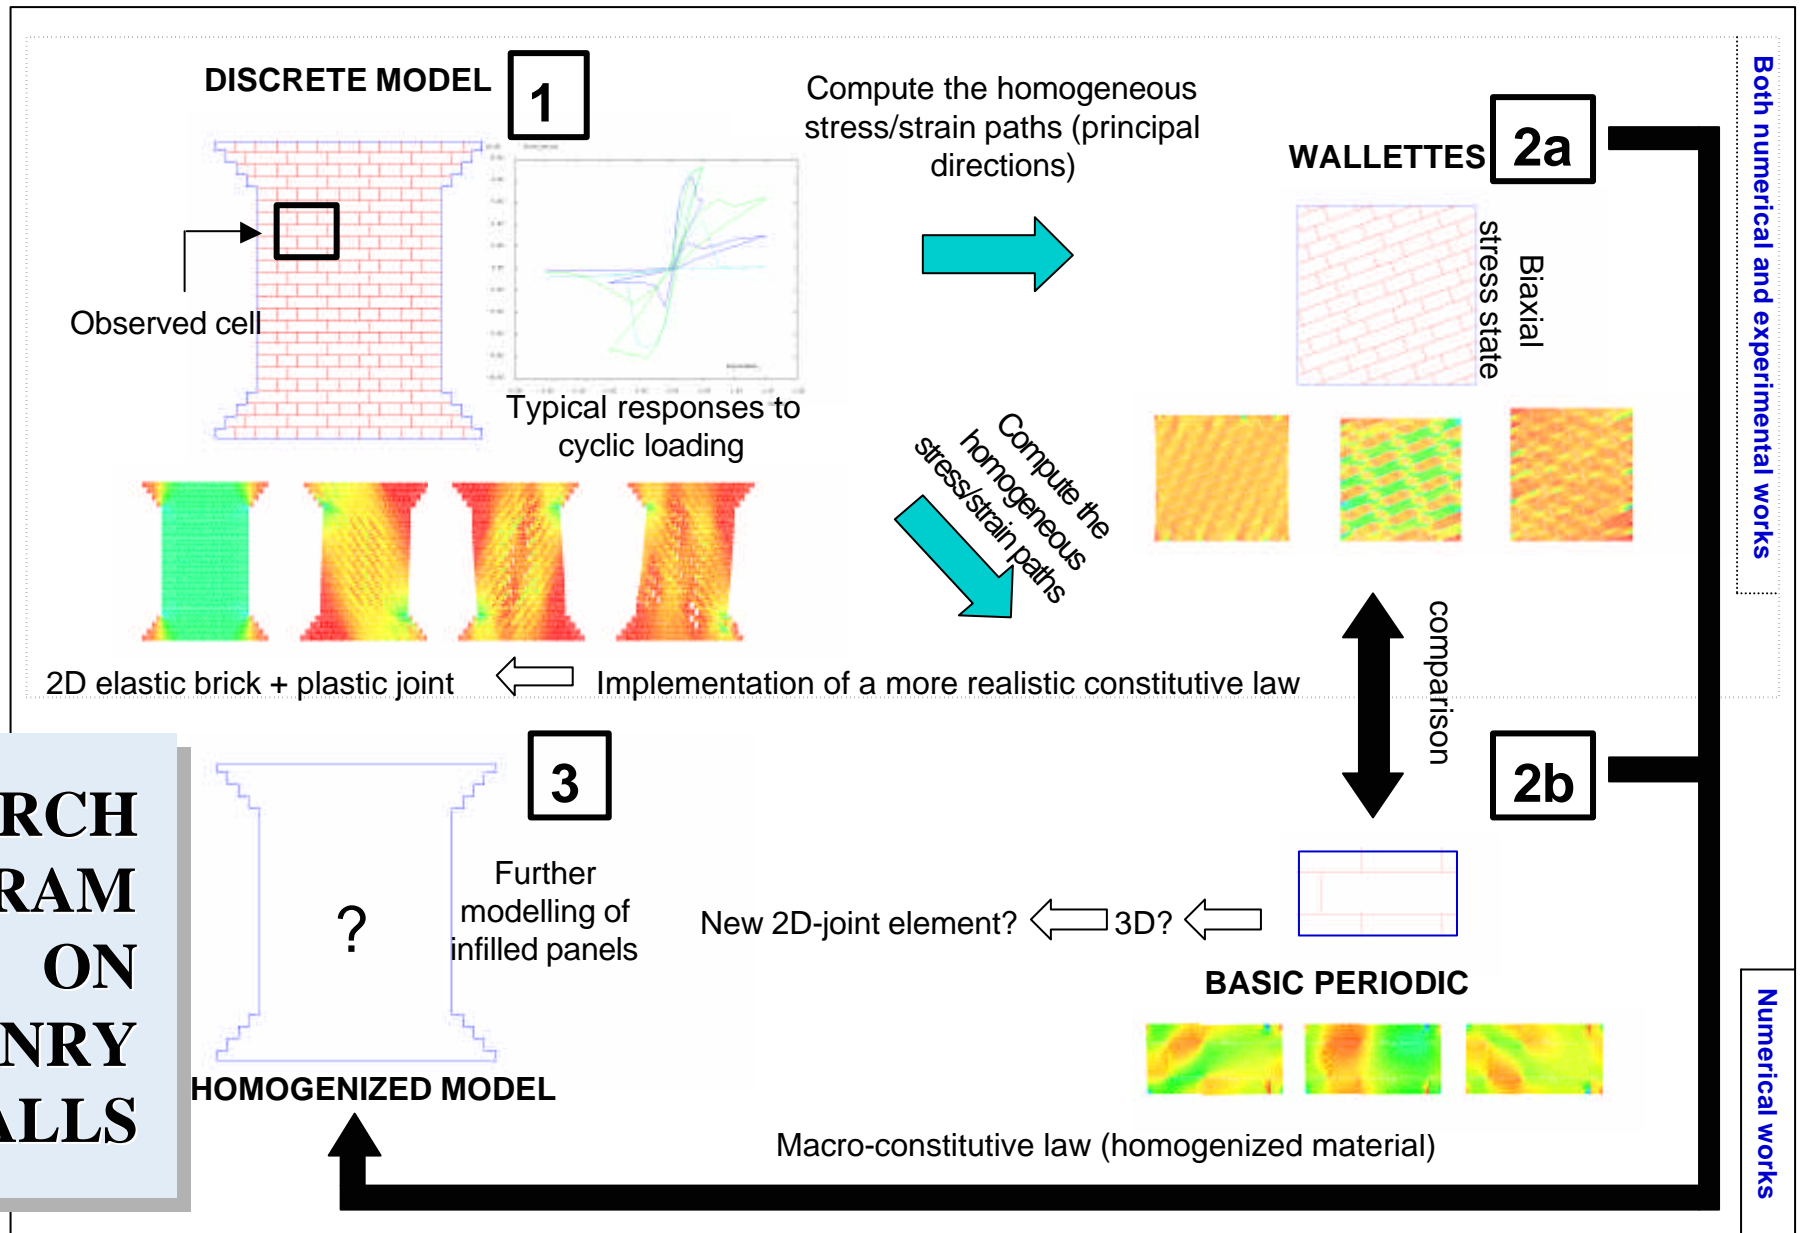 DISCRETE MODEL
1
Compute the homogeneous
stress/strain paths (principal
directions)
WALLETTES
2a
Both numerical and experimental works
Observed cell
Typical responses to
cyclic loading
Biaxial
stress state
Compute the
homogeneous
stress/strain paths
2D elastic brick + plastic joint
Implementation of a more realistic constitutive law
comparison
RCH
RAM
ON
NRY
ALLS
3
?
Further
modelling of
infilled panels
HOMOGENIZED MODEL
2b
New 2D-joint element?
3D?
BASIC PERIODIC
Macro-constitutive law (homogenized material)
Numerical works